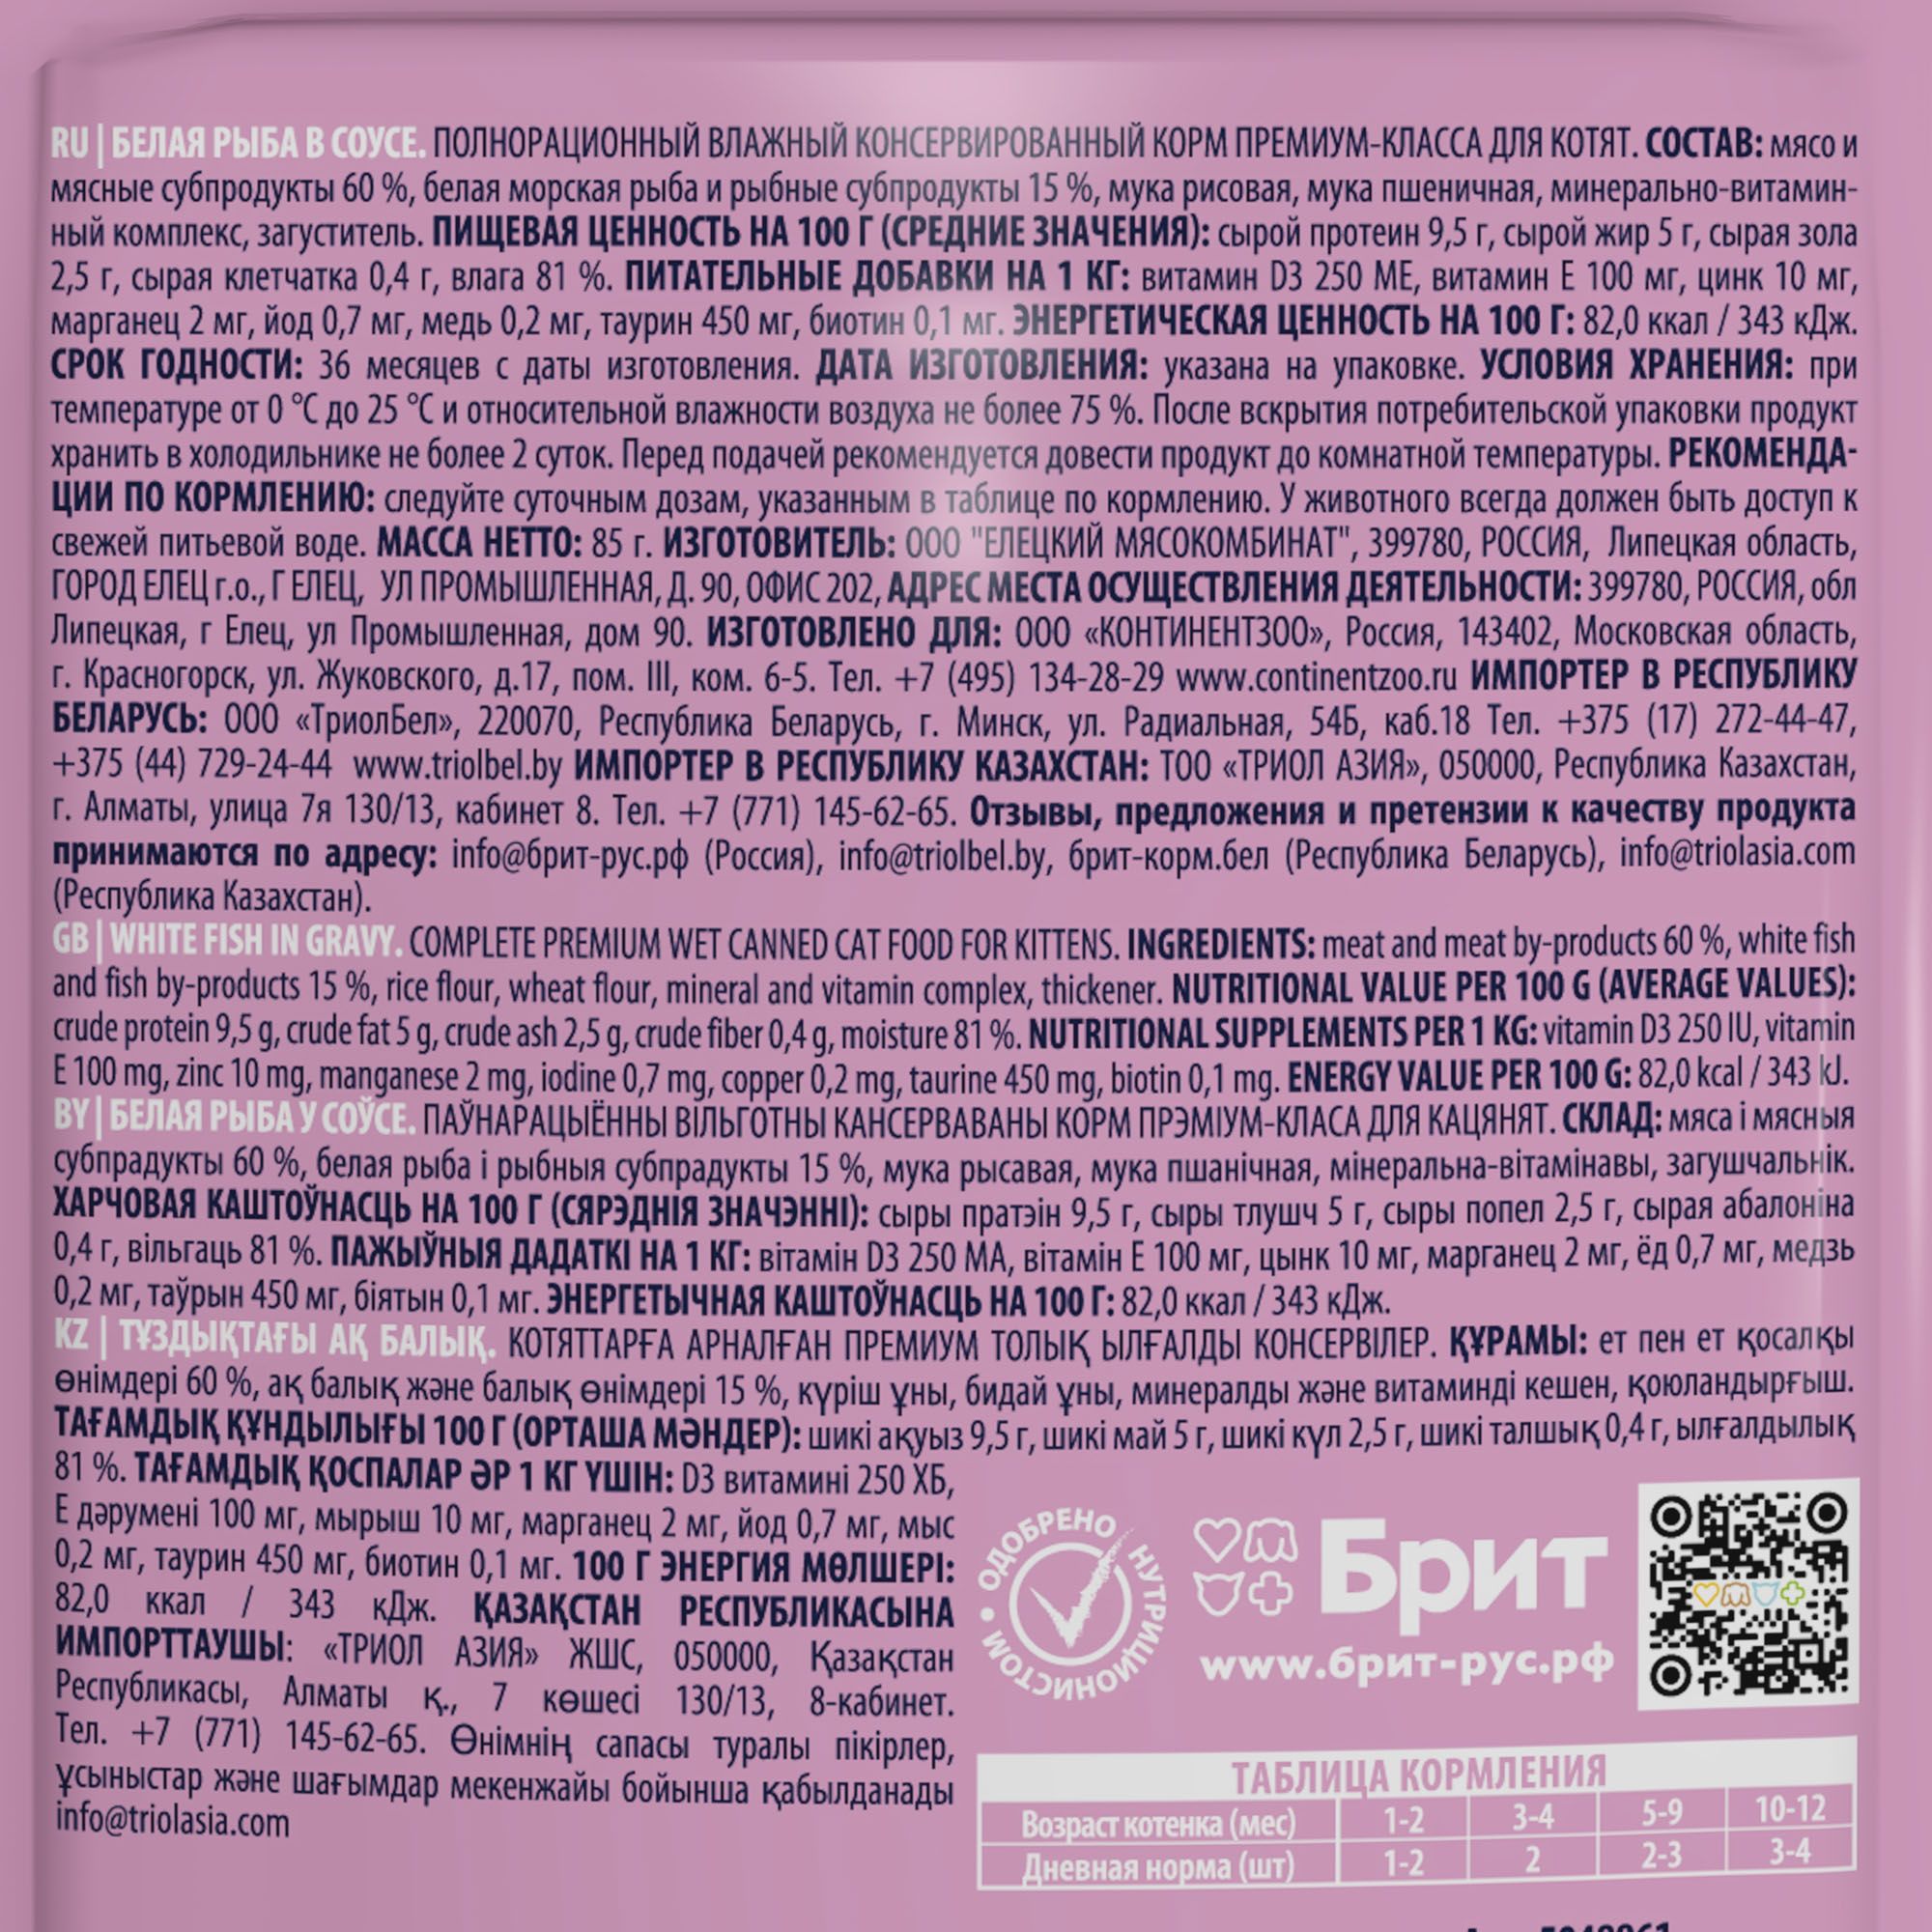 RU | БЕЛАЯ РЫБА В СОУСЕ. ПОЛНОРАЦИОННЫЙ ВЛАЖНЫЙ КОНСЕРВИРОВАННЫЙ КОРМ ПРЕМИУМ-КЛАССА ДЛЯ КОТЯТ. СОСТАВ: мясо и
мясные субпродукты 60 %, белая морская рыба и рыбные субпродукты 15 %, мука рисовая, мука пшеничная, минерально-витамин-
ный комплекс, загуститель. ПИЩЕВАЯ ЦЕННОСТЬ НА 100 Г (СРЕДНИЕ ЗНАЧЕНИЯ): сырой протеин 9,5 г, сырой жир 5 г, сырая зола
2,5 г, сырая клетчатка 0,4 г, влага 81 %. ПИТАТЕЛЬНЫЕ ДОБАВКИ НА 1 КГ: витамин D3 250 МЕ, витамин Е 100 мг, цинк 10 мг,
марганец 2 мг, йод 0,7 мг, медь 0,2 мг, таурин 450 мг, биотин 0,1 мг. ЭНЕРГЕТИЧЕСКАЯ ЦЕННОСТЬ НА 100 Г: 82,0 ккал / 343 кДж.
СРОК ГОДНОСТИ: 36 месяцев с даты изготовления. ДАТА ИЗГОТОВЛЕНИЯ: указана на упаковке. УСЛОВИЯ ХРАНЕНИЯ: при
температуре от 0 °С до 25 °С и относительной влажности воздуха не более 75 %. После вскрытия потребительской упаковки продукт
хранить в холодильнике не более 2 суток. Перед подачей рекомендуется довести продукт до комнатной температуры. РЕКОМЕНДА-
ЦИИ ПО КОРМЛЕНИЮ: следуйте суточным дозам, указанным в таблице по кормлению. У животного всегда должен быть доступ к
свежей питьевой воде. МАССА НЕТТО: 85 г. ИЗГОТОВИТЕЛЬ: ООО "ЕЛЕЦКИЙ МЯСОКОМБИНАТ", 399780, РОССИЯ, Липецкая область,
ГОРОД ЕЛЕЦ г.о., Г ЕЛЕЦ, УЛ ПРОМЫШЛЕННАЯ, Д. 90, ОФИС 202, АДРЕС МЕСТА ОСУЩЕСТВЛЕНИЯ ДЕЯТЕЛЬНОСТИ: 399780, РОССИЯ, обл
Липецкая, г Елец, ул Промышленная, дом 90. ИЗГОТОВЛЕНО ДЛЯ: ООО «КОНТИНЕНТЗОО», Россия, 143402, Московская область,
г. Красногорск, ул. Жуковского, д.17, пом. III, ком. 6-5. Тел. +7 (495) 134-28-29 www.continentzoo.ru ИМПОРТЕР В РЕСПУБЛИКУ
БЕЛАРУСЬ: ООО «ТриолБел», 220070, Республика Беларусь, г. Минск, ул. Радиальная, 54Б, каб.18 Тел. +375 (17) 272-44-47,
+375 (44) 729-24-44 www.triolbel.by ИМПОРТЕР В РЕСПУБЛИКУ КАЗАХСТАН: ТОО «ТРИОЛ АЗИЯ», 050000, Республика Казахстан,
г. Алматы, улица 7я 130/13, кабинет 8. Тел. +7 (771) 145-62-65. Отзывы, предложения и претензии к качеству продукта
принимаются по адресу: info@брит-рус.рф (Россия), info@triolbel.by, брит-корм.бел (Республика Беларусь), info@triolasia.com
(Республика Казахстан).
GB | WHITE FISH IN GRAVY. COMPLETE PREMIUM WET CANNED CAT FOOD FOR KITTENS. INGREDIENTS: meat and meat by-products 60 %, white fish
and fish by-products 15 %, rice flour, wheat flour, mineral and vitamin complex, thickener. NUTRITIONAL VALUE PER 100 G (AVERAGE VALUES):
crude protein 9,5 g, crude fat 5 g, crude ash 2,5 g, crude fiber 0,4 g, moisture 81 %. NUTRITIONAL SUPPLEMENTS PER 1 KG: vitamin D3 250 IU, vitamin
E 100 mg, zinc 10 mg, manganese 2 mg, iodine 0,7 mg, copper 0,2 mg, taurine 450 mg, biotin 0,1 mg. ENERGY VALUE PER 100 G: 82,0 kcal / 343 kJ.
BY | БЕЛАЯ РЫБА У СОЎСЕ. ПАЎНАРАЦЫЁННЫ ВІЛЬГОТНЫ КАНСЕРВАВАНЫ КОРМ ПРЭМІУМ-КЛАСА ДЛЯ КАЦЯНЯТ. СКЛАД: мяса і мясныя
субпрадукты 60 %, белая рыба і рыбныя субпрадукты 15 %, мука рысавая, мука пшанічная, мінеральна-вітамінавы, загушчальнік.
ХАРЧОВАЯ КАШТОЎНАСЦЬ НА 100 Г (СЯРЭДНІЯ ЗНАЧЭННІ): сыры пратэін 9,5 г, сыры тлушч 5 г, сыры попел 2,5 г, сырая абалоніна
0,4 г, вільгаць 81 %. ПАЖЫЎНЫЯ ДАДАТКІ НА 1 КГ: вітамін D3 250 МА, вітамін Е 100 мг, цынк 10 мг, марганец 2 мг, ёд 0,7 мг, медзь
0,2 мг, таўрын 450 мг, біятын 0,1 мг. ЭНЕРГЕТЫЧНАЯ КАШТОЎНАСЦЬ НА 100 Г: 82,0 ккал / 343 кДж.
KZ | ТҰЗДЫҚТАҒЫ АҚ БАЛЫҚ. КОТЯТТАРҒА АРНАЛҒАН ПРЕМИУМ ТОЛЫҚ ЫЛҒАЛДЫ КОНСЕРВІЛЕР. ҚҰРАМЫ: ет пен ет қосалқы
өнімдері 60 %, ақ балық және балық өнімдері 15 %, күріш ұны, бидай ұны, минералды және витаминді кешен, қоюландырғыш.
ТАҒАМДЫҚ ҚҰНДЫЛЫҒЫ 100 Г (ОРТАША МӘНДЕР): шикі ақуыз 9,5 г, шикі май 5 г, шикі күл 2,5 г, шикі талшық 0,4 г, ылғалдылық
81 %. ТАҒАМДЫҚ ҚОСПАЛАР ӘР 1 КГ ҮШІН: D3 витамині 250 ХБ,
Е дәрумені 100 мг, мырыш 10 мг, марганец 2 мг, йод 0,7 мг, мыс
0,2 мг, таурин 450 мг, биотин 0,1 мг. 100 Г ЭНЕРГИЯ МӨЛШЕРІ:
82,0 ккал / 343 кДж. ҚАЗАҚСТАН РЕСПУБЛИКАСЫНА
ИМПОРТТАУШЫ: «ТРИОЛ АЗИЯ» ЖШС, 050000, Қазақстан
Республикасы, Алматы қ., 7 көшесі 130/13, 8-кабинет.
Тел. +7 (771) 145-62-65. Өнімнің сапасы туралы пікірлер,
ұсыныстар және шағымдар мекенжайы бойынша қабылданады
info@triolasia.com
ОДОБРЕНО НУТРИЦИОНИСТОМ
Брит
www.брит-рус.рф
ТАБЛИЦА КОРМЛЕНИЯ
Возраст котенка (мес) 1-2 3-4 5-9 10-12
Дневная норма (шт) 1-2 2 2-3 3-4